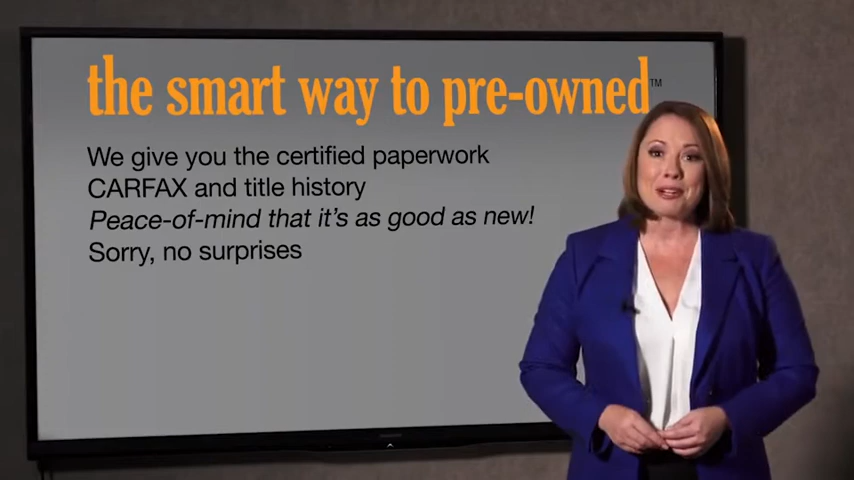 the smart way to pre-owned™
We give you the certified paperwork
CARFAX and title history
Peace-of-mind that it's as good as new!
Sorry, no surprises